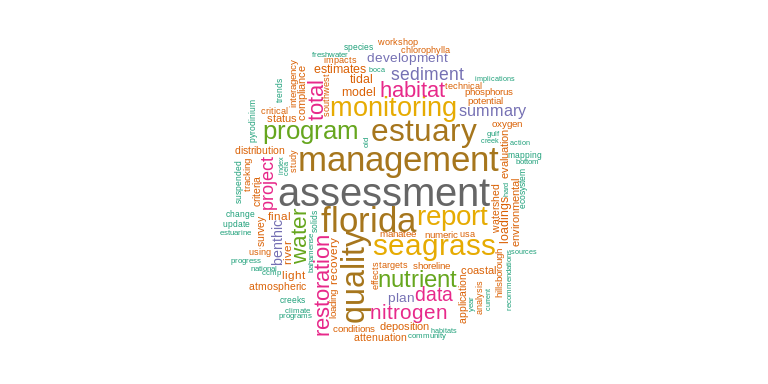 workshop
species
chlorophylla
freshwater
impacts
development
interagency
compliance
estimates
boca
sediment
implications
trends
total
southwest
tidal
model
habitat
technical
phosphorus
potential
critical
status
monitoring
summary
pyrodinium
program
old
estuary
oxygen
gulf
creek
action
distribution
study
management
evaluation
mapping
bottom
suspended
tracking
criteria
project
index
assessment
watershed
hard
environmental
ecosystem
change
update
estuarine
final
solids
florida
report
loadings
survey
benthic
river
water
manatee
numeric
usa
using
restoration
bahamense
recovery
quality
seagrass
sources
progress
national
ccmp
light
effects
targets
shoreline
coastal
hillsborough
recommendations
atmospheric
nutrient
creeks
loading
plan
data
application
year
analysis
current
climate
programs
nitrogen
conditions
deposition
habitats
attenuation
community